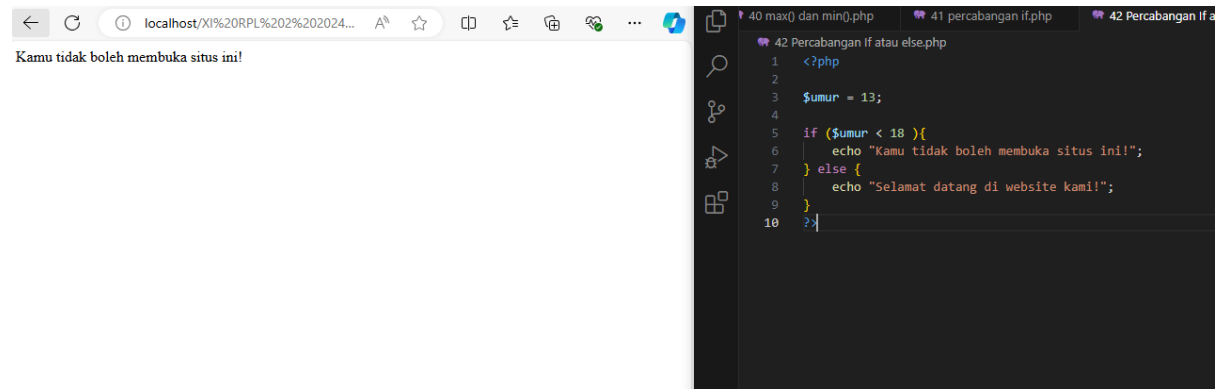 localhost/XI%20RPL%202%202024...
Kamu tidak boleh membuka situs ini!
40 max() dan min().php
41 percabangan if.php
42 Percabangan If a
42 Percabangan If atau else.php
1 <?php
2
3 $umur = 13;
4
5 if ($umur < 18 ){
6 echo "Kamu tidak boleh membuka situs ini!";
7 } else {
8 echo "Selamat datang di website kami!";
9 }
10 ?>